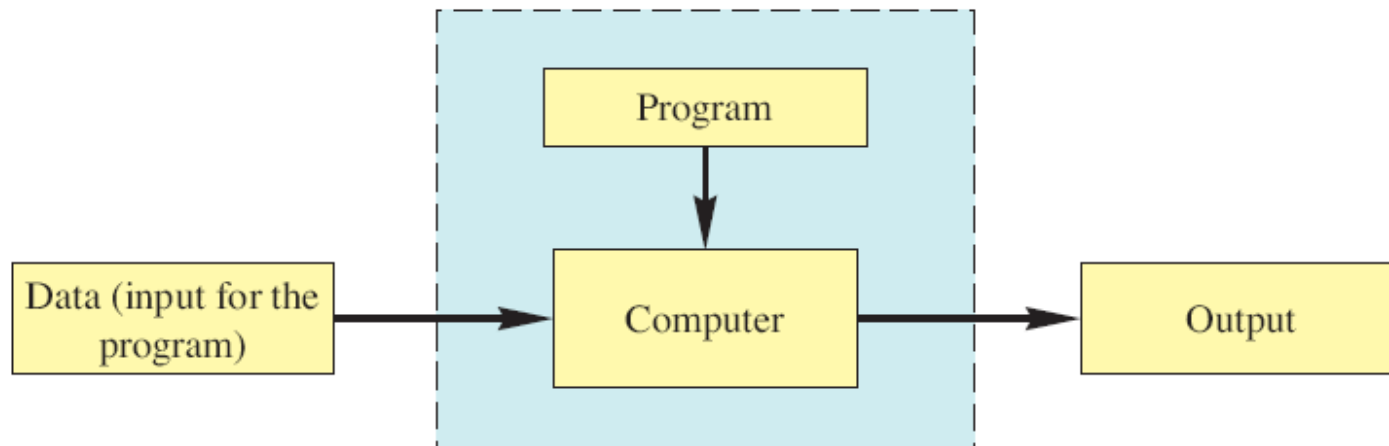 Program
Data (input for the
program)
Computer
Output